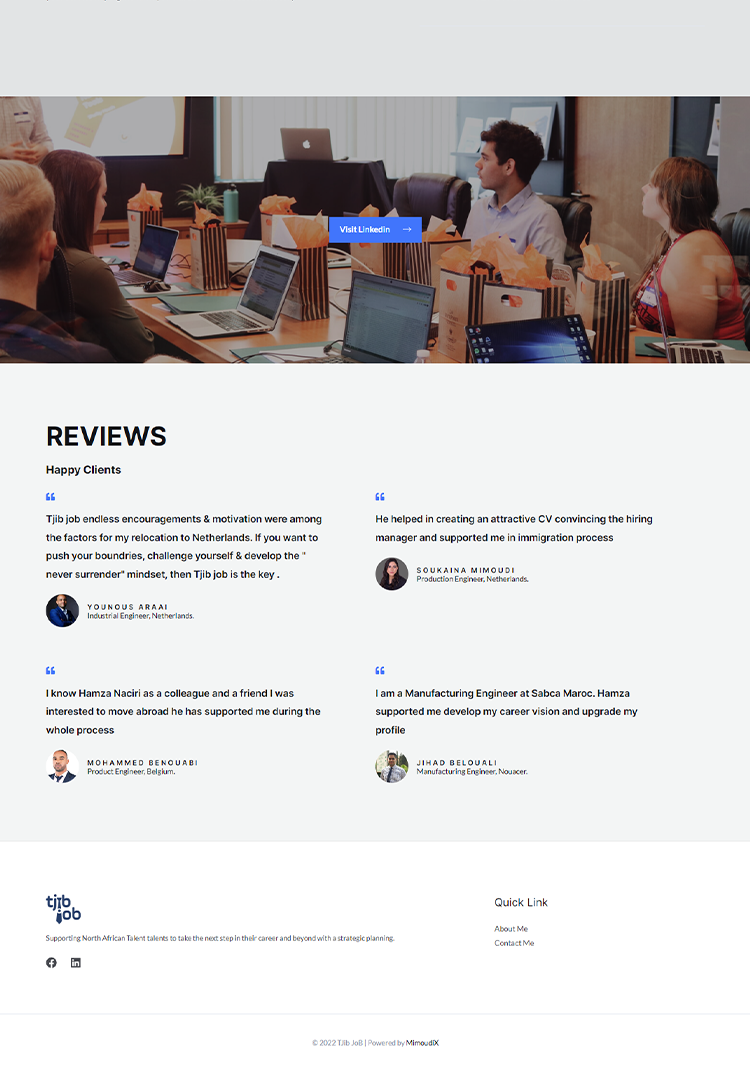 Visit Linkedin →
REVIEWS
Happy Clients
Tjib job endless encouragements & motivation were among
the factors for my relocation to Netherlands. If you want to
push your boundries, challenge yourself & develop the "
never surrender" mindset, then Tjib job is the key .
YOUNOUS ARAAI
Industrial Engineer, Netherlands.
He helped in creating an attractive CV convincing the hiring
manager and supported me in immigration process
SOUKAINA MIMOUDI
Production Engineer, Netherlands.
I know Hamza Naciri as a colleague and a friend I was
interested to move abroad he has supported me during the
whole process
MOHAMMED BENOUABI
Product Engineer, Belgium.
I am a Manufacturing Engineer at Sabca Maroc. Hamza
supported me develop my career vision and upgrade my
profile
JIHAD BELOUALI
Manufacturing Engineer, Nouacer.
tjib
job
Supporting North African Talent talents to take the next step in their career and beyond with a strategic planning.
Quick Link
About Me
Contact Me
© 2022 TJib JoB | Powered by MimoudiX